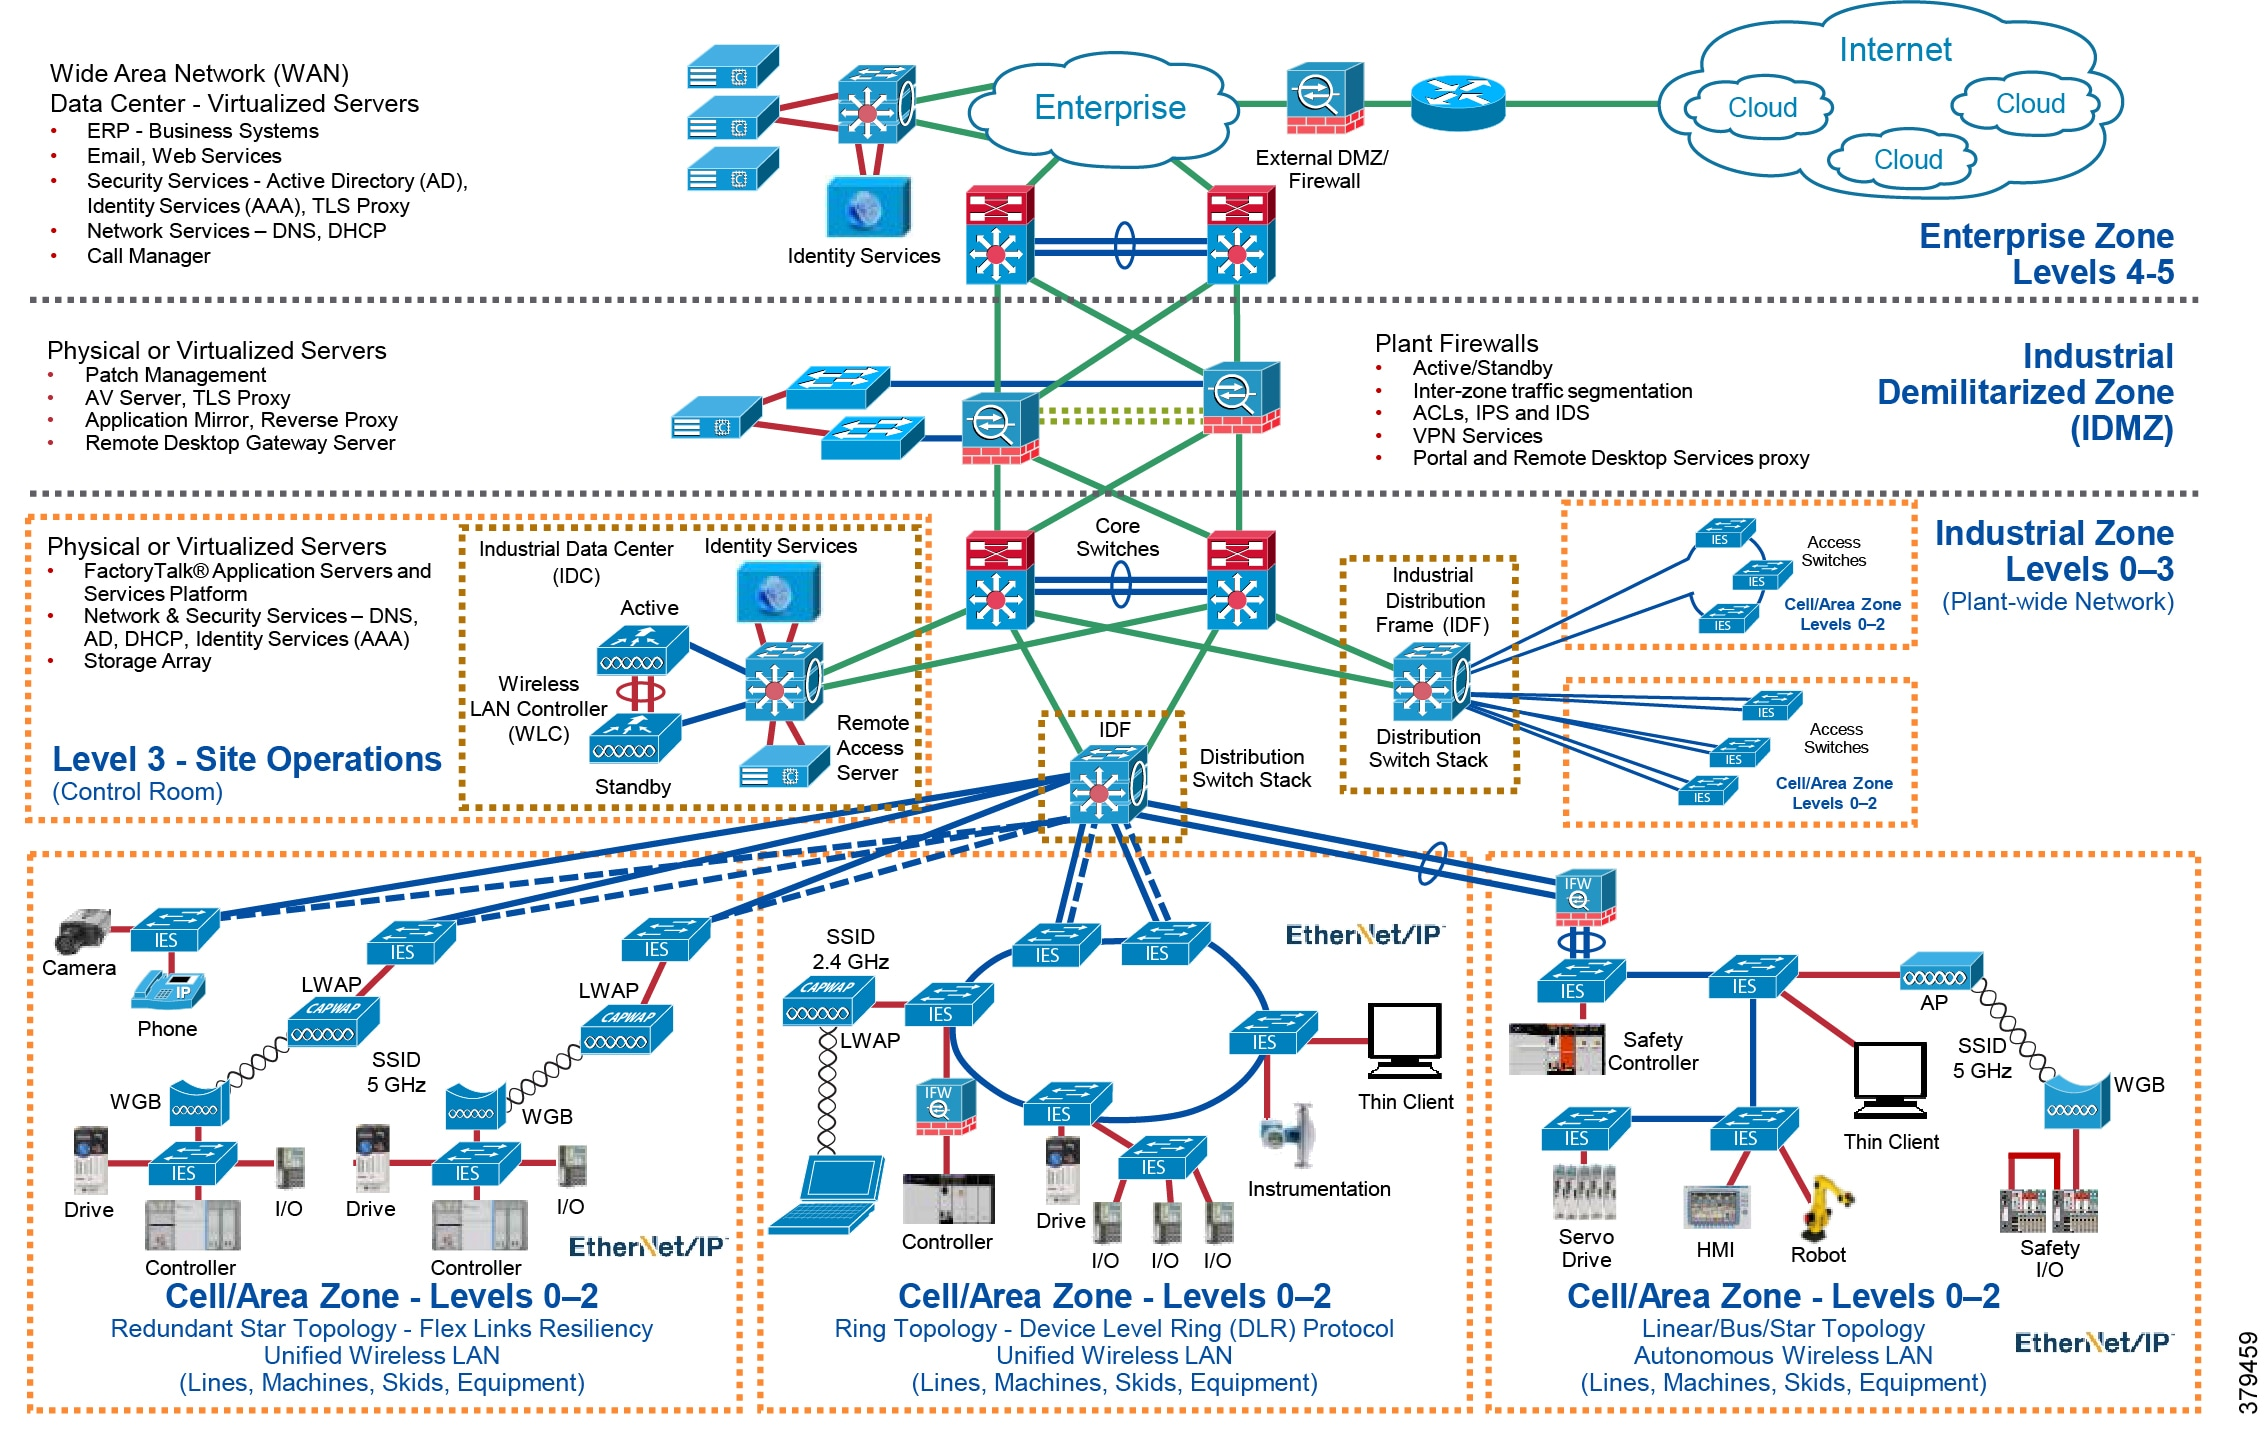 Wide Area Network (WAN)
Data Center - Virtualized Servers
• ERP - Business Systems
• Email, Web Services
• Security Services - Active Directory (AD),
Identity Services (AAA), TLS Proxy
• Network Services – DNS, DHCP
• Call Manager
Identity Services
Enterprise
External DMZ/
Firewall
Internet
Cloud
Cloud
Cloud
Enterprise Zone
Levels 4-5
Physical or Virtualized Servers
• Patch Management
• AV Server, TLS Proxy
• Application Mirror, Reverse Proxy
• Remote Desktop Gateway Server
Plant Firewalls
• Active/Standby
• Inter-zone traffic segmentation
• ACLs, IPS and IDS
• VPN Services
• Portal and Remote Desktop Services proxy
Industrial
Demilitarized Zone
(IDMZ)
Physical or Virtualized Servers
• FactoryTalk® Application Servers and
Services Platform
• Network & Security Services – DNS,
AD, DHCP, Identity Services (AAA)
• Storage Array
Level 3 - Site Operations
(Control Room)
Industrial Data Center
(IDC)
Identity Services
Active
Wireless
LAN Controller
(WLC)
Standby
Remote
Access
Server
Core
Switches
IDF
Distribution
Switch Stack
Industrial
Distribution
Frame (IDF)
Distribution
Switch Stack
IES
IES
IES
Access
Switches
Cell/Area Zone
Levels 0–2
IES
IES
IES
Access
Switches
Cell/Area Zone
Levels 0–2
Industrial Zone
Levels 0–3
(Plant-wide Network)
Camera
IES
IP
Phone
IES
LWAP
CAPWAP
SSID
5 GHz
WGB
IES
Drive
I/O
Controller
IES
LWAP
CAPWAP
WGB
IES
Drive
I/O
Controller
EtherNet/IP™
Cell/Area Zone - Levels 0–2
Redundant Star Topology - Flex Links Resiliency
Unified Wireless LAN
(Lines, Machines, Skids, Equipment)
SSID
2.4 GHz
CAPWAP
LWAP
IES
IES
IES
IES
IES
IES
IFW
EtherNet/IP™
Thin Client
Controller
Drive
I/O
I/O
I/O
Instrumentation
Cell/Area Zone - Levels 0–2
Ring Topology - Device Level Ring (DLR) Protocol
Unified Wireless LAN
(Lines, Machines, Skids, Equipment)
IFW
IES
IES
AP
Safety
Controller
SSID
5 GHz
WGB
Thin Client
IES
IES
Servo
Drive
HMI
Robot
Safety
I/O
Cell/Area Zone - Levels 0–2
Linear/Bus/Star Topology
Autonomous Wireless LAN
(Lines, Machines, Skids, Equipment)
EtherNet/IP™
379459